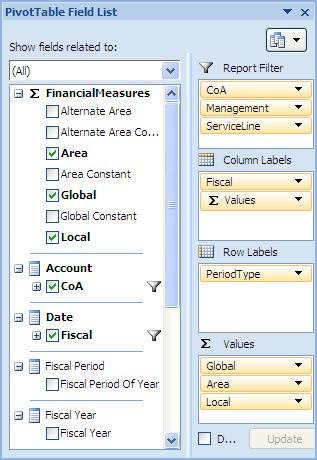 PivotTable Field List
Show fields related to:
(All)
Σ FinancialMeasures
Alternate Area
Alternate Area Co...
Area
Area Constant
Global
Global Constant
Local
Account
CoA
Date
Fiscal
Fiscal Period
Fiscal Period Of Year
Fiscal Year
Fiscal Year
Report Filter
CoA
Management
ServiceLine
Column Labels
Fiscal
Σ Values
Row Labels
PeriodType
Σ Values
Global
Area
Local
D...
Update